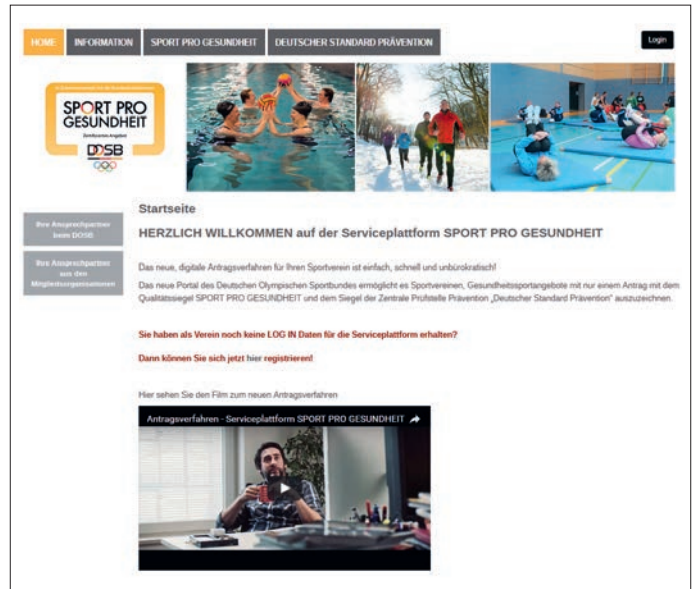 HOME
INFORMATION
SPORT PRO GESUNDHEIT
DEUTSCHER STANDARD PRÄVENTION
Login
SPORT PRO
GESUNDHEIT
Zertifiziertes Angebot
DOSB
Ihre Ansprechpartner
beim DOSB
Ihre Ansprechpartner
aus den
Mitgliedsorganisationen
Startseite
HERZLICH WILLKOMMEN auf der Serviceplattform SPORT PRO GESUNDHEIT
Das neue, digitale Antragsverfahren für Ihren Sportverein ist einfach, schnell und unbürokratisch!
Das neue Portal des Deutschen Olympischen Sportbundes ermöglicht es Sportvereinen, Gesundheitssportangebote mit nur einem Antrag mit dem
Qualitätssiegel SPORT PRO GESUNDHEIT und dem Siegel der Zentrale Prüfstelle Prävention „Deutscher Standard Prävention" auszuzeichnen.
Sie haben als Verein noch keine LOG IN Daten für die Serviceplattform erhalten?
Dann können Sie sich jetzt hier registrieren!
Hier sehen Sie den Film zum neuen Antragsverfahren
Antragsverfahren - Serviceplattform SPORT PRO GESUNDHEIT